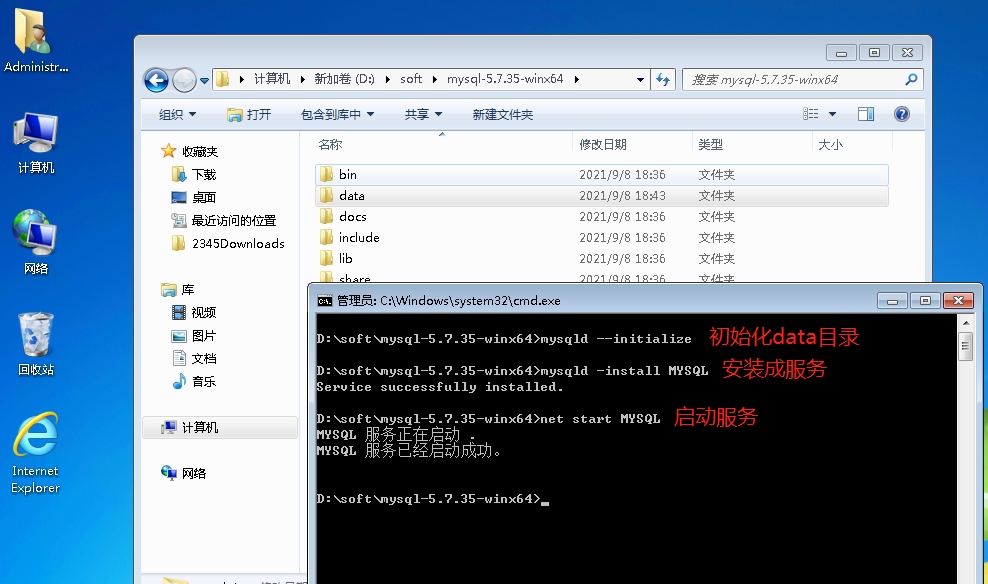 Administr...
计算机
网络
回收站
Internet
Explorer
计算机 新加卷 (D:) soft mysql-5.7.35-winx64
搜索 mysql-5.7.35-winx64
组织 打开 包含到库中 共享 新建文件夹
收藏夹
下载
桌面
最近访问的位置
2345Downloads
库
视频
图片
文档
音乐
计算机
网络
名称 修改日期 类型 大小
bin 2021/9/8 18:36 文件夹
data 2021/9/8 18:43 文件夹
docs 2021/9/8 18:36 文件夹
include 2021/9/8 18:36 文件夹
lib 2021/9/8 18:36 文件夹
share 2021/9/8 18:36 文件夹
管理员: C:\Windows\system32\cmd.exe
D:\soft\mysql-5.7.35-winx64>mysqld --initialize 初始化data目录
D:\soft\mysql-5.7.35-winx64>mysqld -install MYSQL 安装成服务
Service successfully installed.
D:\soft\mysql-5.7.35-winx64>net start MYSQL 启动服务
MYSQL 服务正在启动 .
MYSQL 服务已经启动成功。
D:\soft\mysql-5.7.35-winx64>